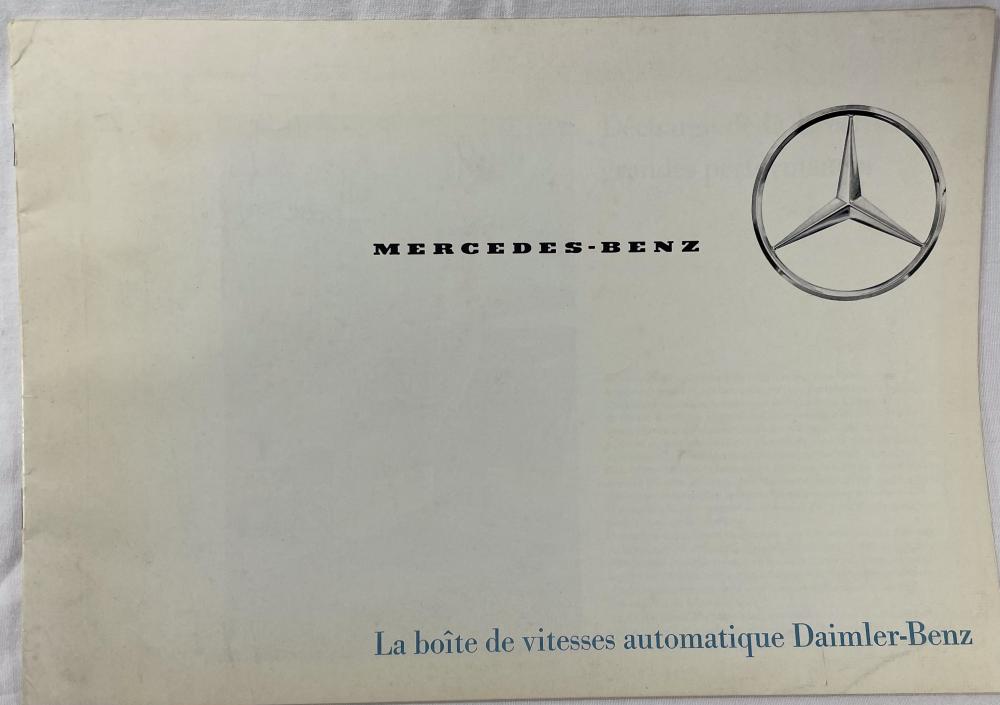 MERCEDES-BENZ
La boîte de vitesses automatique Daimler-Benz